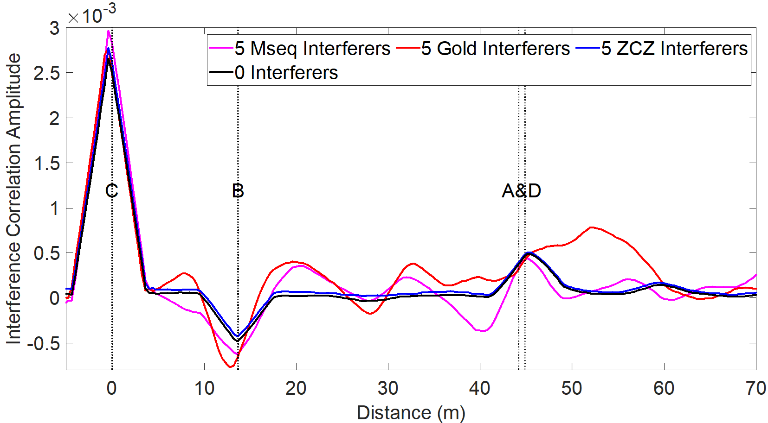 ×10⁻³
3
2.5
2
1.5
1
0.5
0
-0.5
Interference Correlation Amplitude
5 Mseq Interferers 5 Gold Interferers 5 ZCZ Interferers
0 Interferers
C B A&D
0 10 20 30 40 50 60 70
Distance (m)